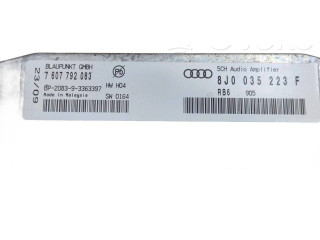 23/09
BLAUPUNKT GMBH
7 607 792 083
BP-2083-9-3363397
Made in Malaysia
HW H04
SW 0164
5CH Audio Amplifier
8J0 035 223 F
RB6 905